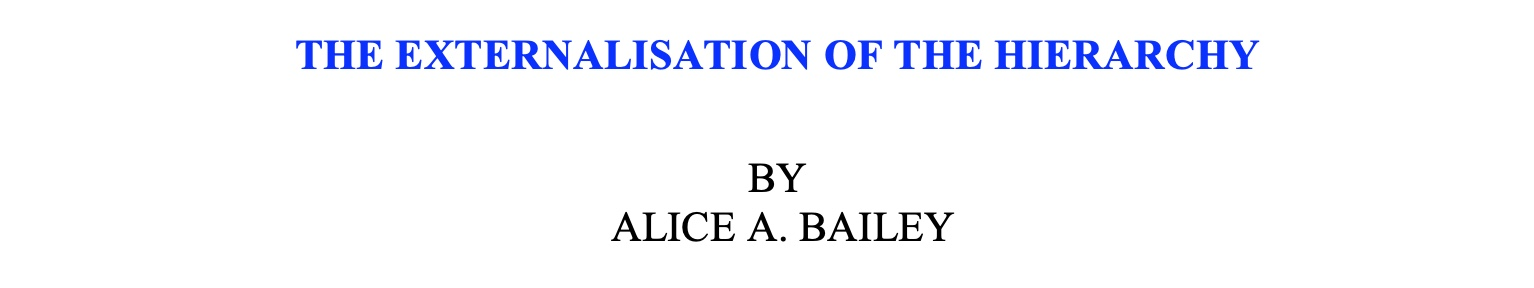 THE EXTERNALISATION OF THE HIERARCHY
BY
ALICE A. BAILEY